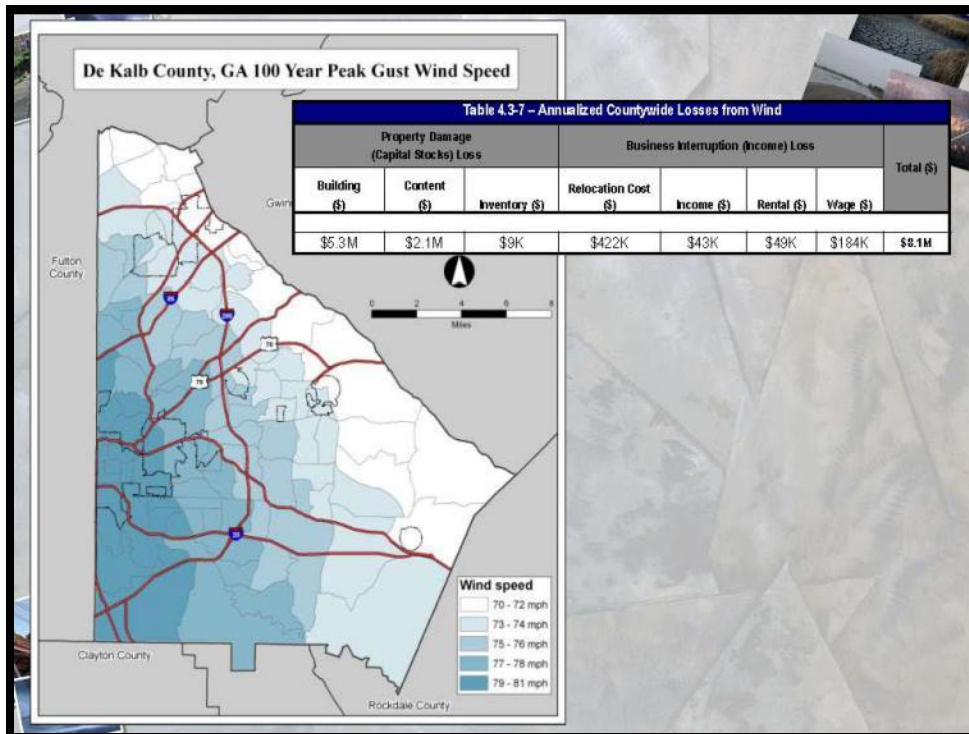 De Kalb County, GA 100 Year Peak Gust Wind Speed
Table 4.3-7 – Annualized Countywide Losses from Wind
Property Damage
(Capital Stocks) Loss
Business Interruption (Income) Loss
Total ($)
Building
($)
Content
($)
Inventory ($)
Relocation Cost
($)
Income ($)
Rental ($)
Wage ($)
$5.3M
$2.1M
$9K
$422K
$43K
$49K
$184K
$8.1M
Gwin
Fulton
County
0 2 4 6 8
Miles
85
285
78
78
20
Wind speed
70 - 72 mph
73 - 74 mph
75 - 76 mph
77 - 78 mph
79 - 81 mph
Clayton County
Rockdale County